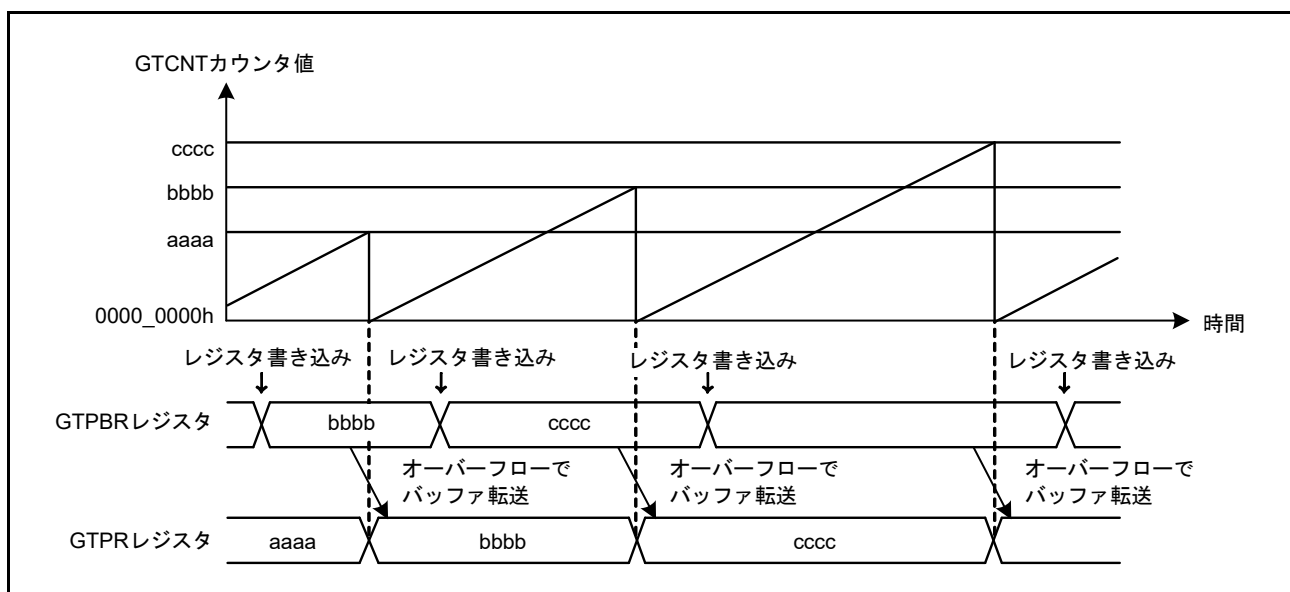 GTCNTカウンタ値
cccc
bbbb
aaaa
0000_0000h
時間
レジスタ書き込み
レジスタ書き込み
レジスタ書き込み
レジスタ書き込み
GTPBRレジスタ
bbbb
cccc
オーバーフローで
バッファ転送
オーバーフローで
バッファ転送
オーバーフローで
バッファ転送
GTPRレジスタ
aaaa
bbbb
cccc